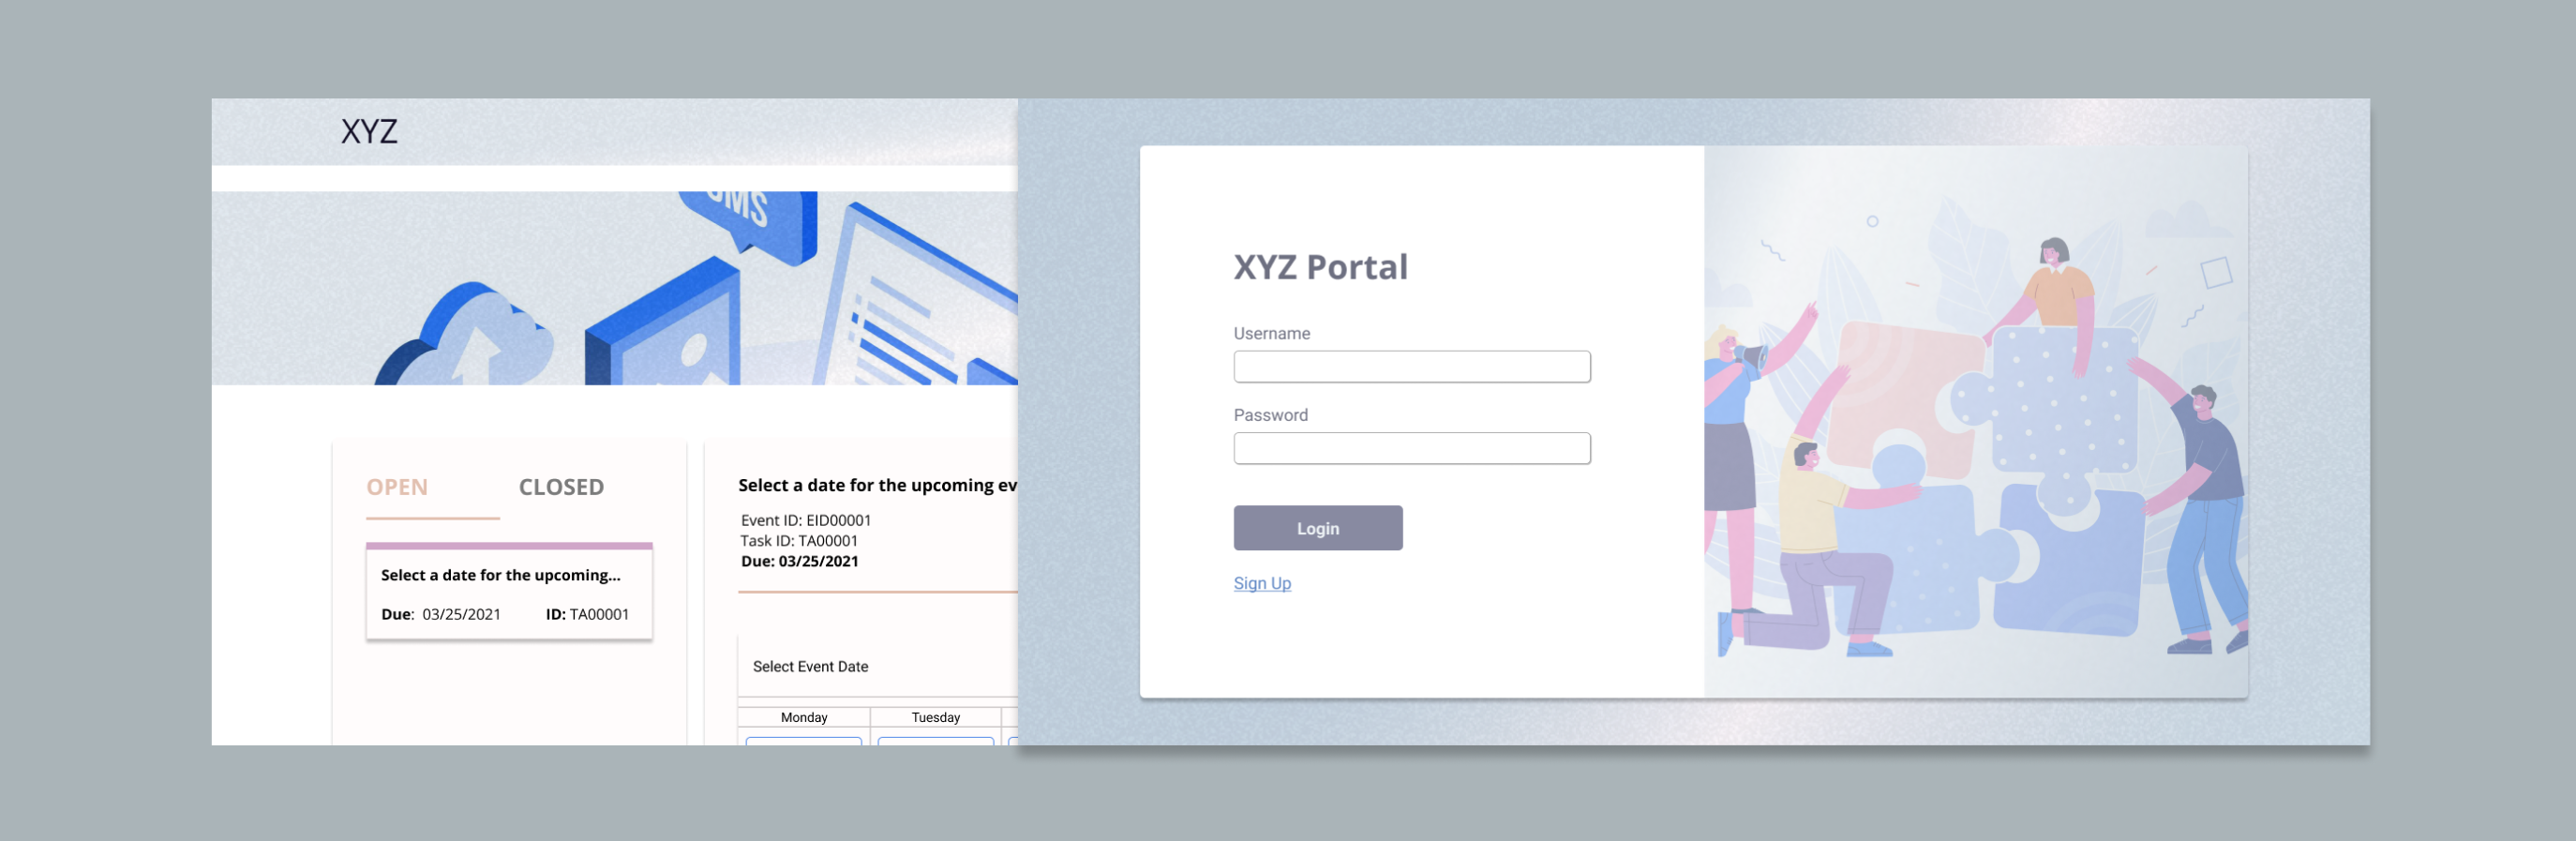 XYZ
SMS
OPEN
CLOSED
Select a date for the upcoming...
Due: 03/25/2021
ID: TA00001
Select a date for the upcoming ev
Event ID: EID00001
Task ID: TA00001
Due: 03/25/2021
Select Event Date
Monday
Tuesday
XYZ Portal
Username
Password
Login
Sign Up